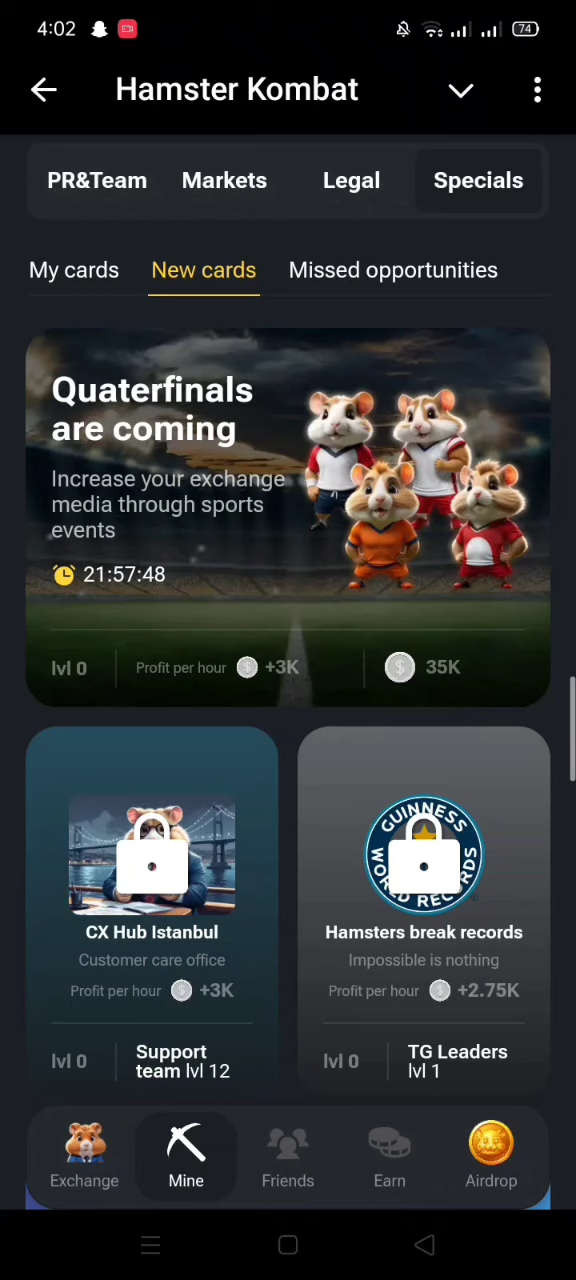 4:02
74
Hamster Kombat
PR&Team Markets Legal Specials
My cards New cards Missed opportunities
Quaterfinals
are coming
Increase your exchange
media through sports
events
21:57:48
lvl 0 Profit per hour +3K 35K
GUINNESS
WORLD RECORDS
CX Hub Istanbul
Customer care office
Profit per hour +3K
lvl 0 Support
team lvl 12
Hamsters break records
Impossible is nothing
Profit per hour +2.75K
lvl 0 TG Leaders
lvl 1
Exchange Mine Friends Earn Airdrop